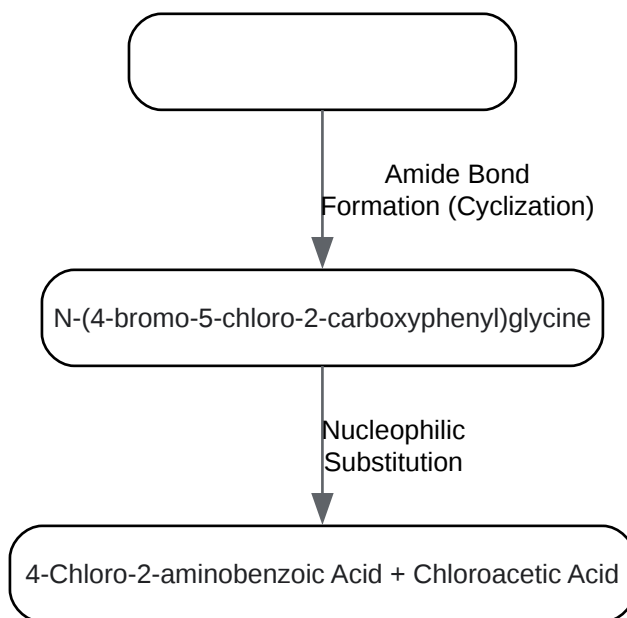 Amide Bond
Formation (Cyclization)
N-(4-bromo-5-chloro-2-carboxyphenyl)glycine
Nucleophilic
Substitution
4-Chloro-2-aminobenzoic Acid + Chloroacetic Acid